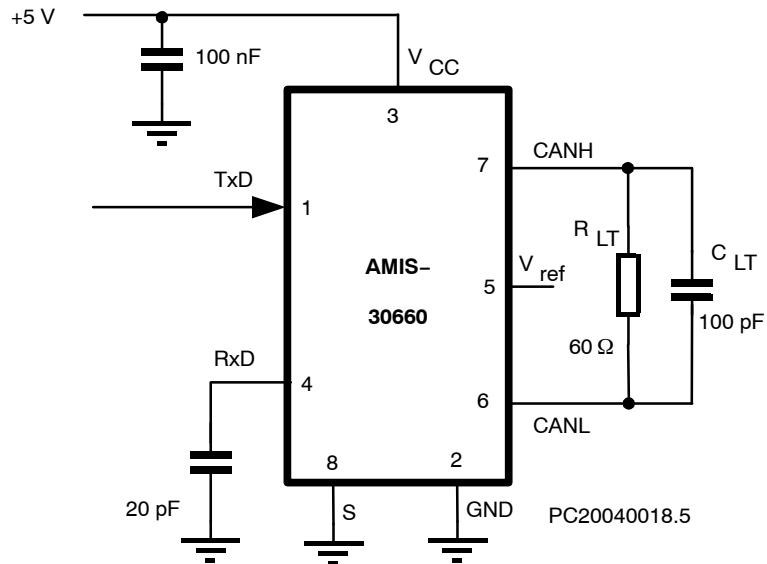 +5 V
100 nF
V CC
3
7
CANH
TxD
1
R LT
C LT
AMIS–
30660
5
V ref
100 pF
60 Ω
RxD
4
6
CANL
8
2
20 pF
S
GND
PC20040018.5